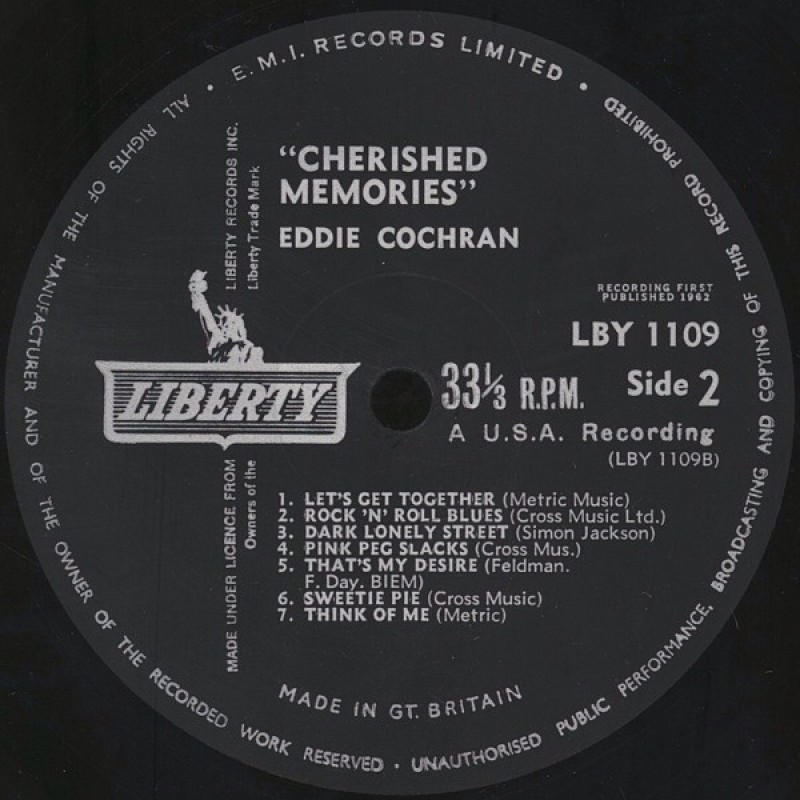 E.M.I. RECORDS LIMITED •
ALL RIGHTS OF THE MANUFACTURER AND OF THE OWNER OF THE RECORDED WORK RESERVED • UNAUTHORISED PUBLIC PERFORMANCE, BROADCASTING AND COPYING OF THIS RECORD PROHIBITED
"CHERISHED
MEMORIES"
EDDIE COCHRAN
LIBERTY RECORDS INC.
Liberty Trade Mark
RECORDING FIRST
PUBLISHED 1962
LBY 1109
LIBERTY
33⅓ R.P.M.
Side 2
A U.S.A. Recording
(LBY 1109B)
MADE UNDER LICENCE FROM
Owners of the
1. LET'S GET TOGETHER (Metric Music)
2. ROCK 'N' ROLL BLUES (Cross Music Ltd.)
3. DARK LONELY STREET (Simon Jackson)
4. PINK PEG SLACKS (Cross Mus.)
5. THAT'S MY DESIRE (Feldman.
F. Day. BIEM)
6. SWEETIE PIE (Cross Music)
7. THINK OF ME (Metric)
MADE IN GT. BRITAIN